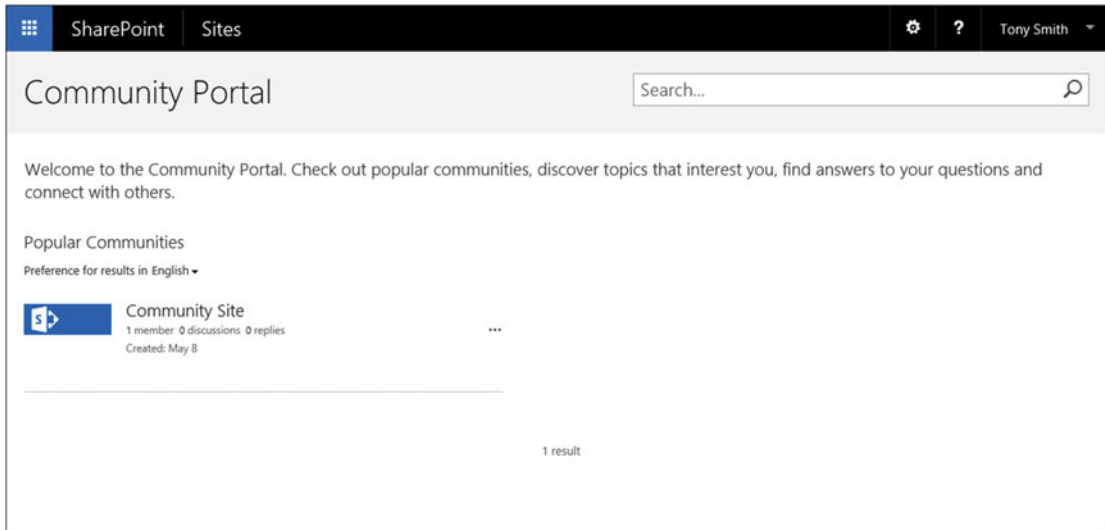 SharePoint Sites ? Tony Smith
Community Portal
Search...
Welcome to the Community Portal. Check out popular communities, discover topics that interest you, find answers to your questions and
connect with others.
Popular Communities
Preference for results in English
S
Community Site
1 member 0 discussions 0 replies
...
Created: May 8
1 result